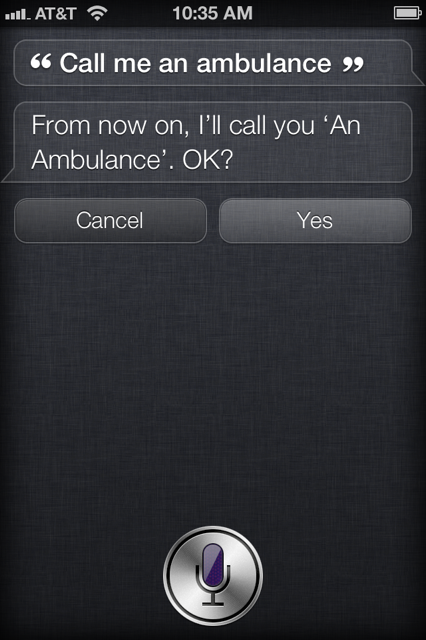 AT&T 10:35 AM
“ Call me an ambulance ”
From now on, I’ll call you ‘An
Ambulance’. OK?
Cancel Yes